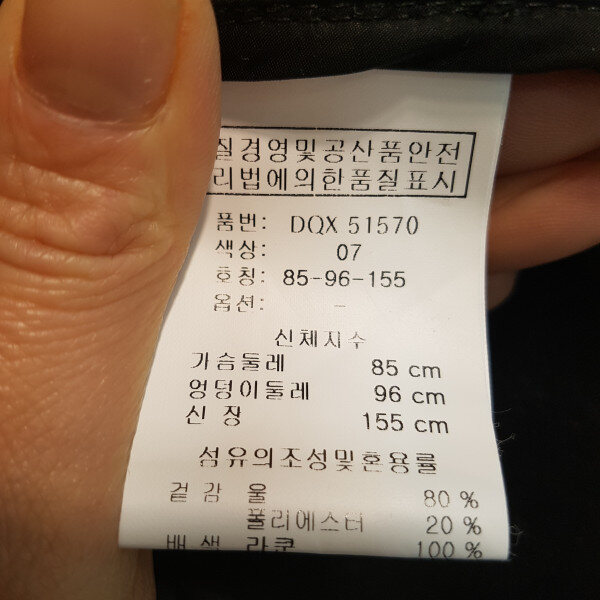 질경영및공산품안전
리법에의한품질표시
품번: DQX 51570
색상: 07
호칭: 85-96-155
옵션: -
신체지수
가슴둘레 85 cm
엉덩이둘레 96 cm
신 장 155 cm
섬유의조성및혼용률
겉감 울 80 %
폴리에스터 20 %
배색 라쿤 100 %